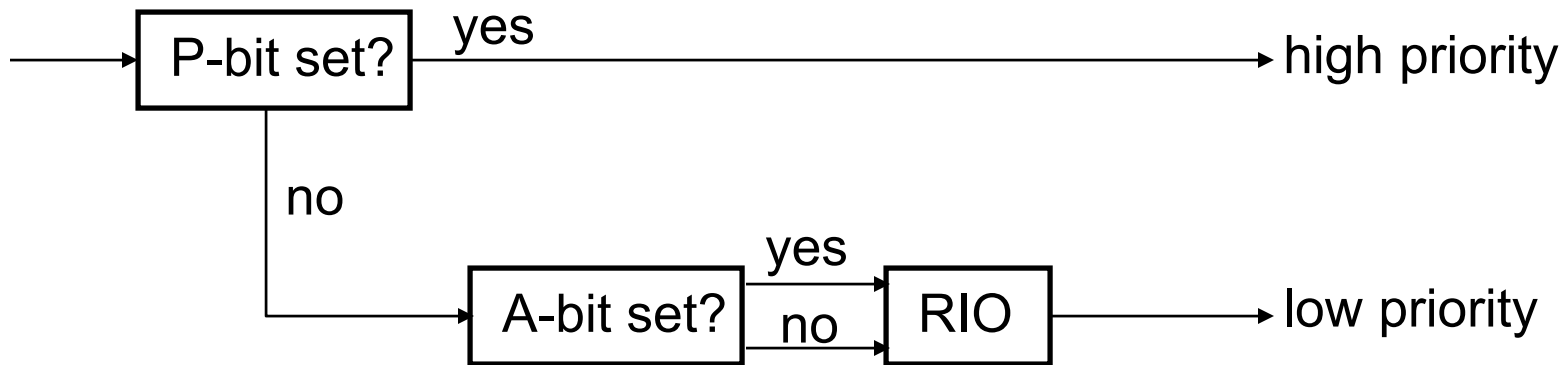 P-bit set?
yes
high priority
no
A-bit set?
yes
no
RIO
low priority